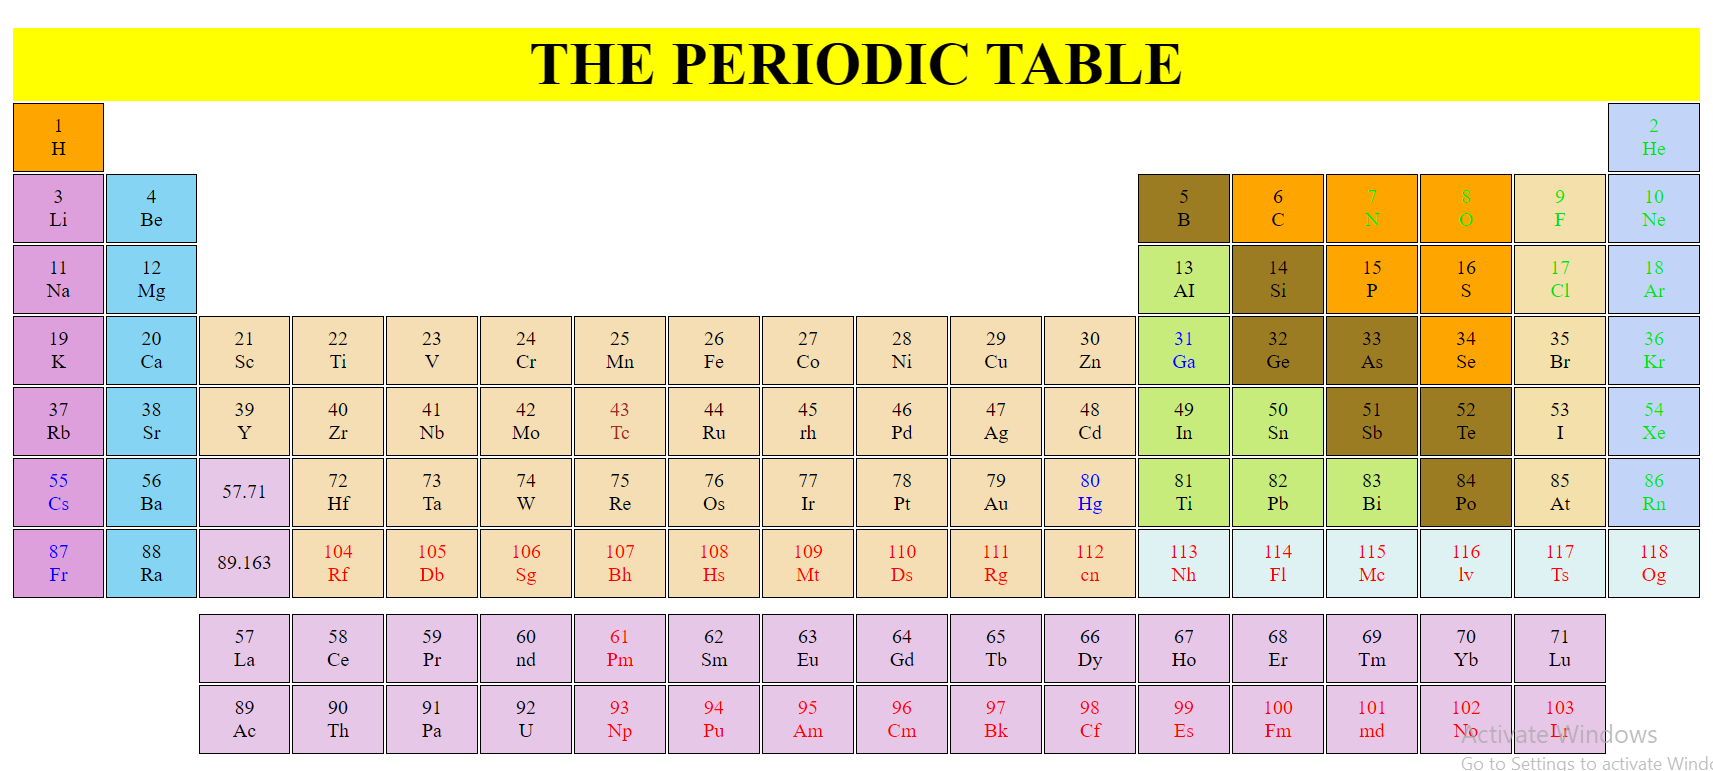 THE PERIODIC TABLE
1 2
H He
3 4 5 6 7 8 9 10
Li Be B C N O F Ne
11 12 13 14 15 16 17 18
Na Mg AI Si P S Cl Ar
19 20 21 22 23 24 25 26 27 28 29 30 31 32 33 34 35 36
K Ca Sc Ti V Cr Mn Fe Co Ni Cu Zn Ga Ge As Se Br Kr
37 38 39 40 41 42 43 44 45 46 47 48 49 50 51 52 53 54
Rb Sr Y Zr Nb Mo Tc Ru rh Pd Ag Cd In Sn Sb Te I Xe
55 56 57.71 72 73 74 75 76 77 78 79 80 81 82 83 84 85 86
Cs Ba Hf Ta W Re Os Ir Pt Au Hg Ti Pb Bi Po At Rn
87 88 89.163 104 105 106 107 108 109 110 111 112 113 114 115 116 117 118
Fr Ra Rf Db Sg Bh Hs Mt Ds Rg cn Nh Fl Mc lv Ts Og
57 58 59 60 61 62 63 64 65 66 67 68 69 70 71
La Ce Pr nd Pm Sm Eu Gd Tb Dy Ho Er Tm Yb Lu
89 90 91 92 93 94 95 96 97 98 99 100 101 102 103
Ac Th Pa U Np Pu Am Cm Bk Cf Es Fm md No Lr
Activate Windows
Go to Settings to activate